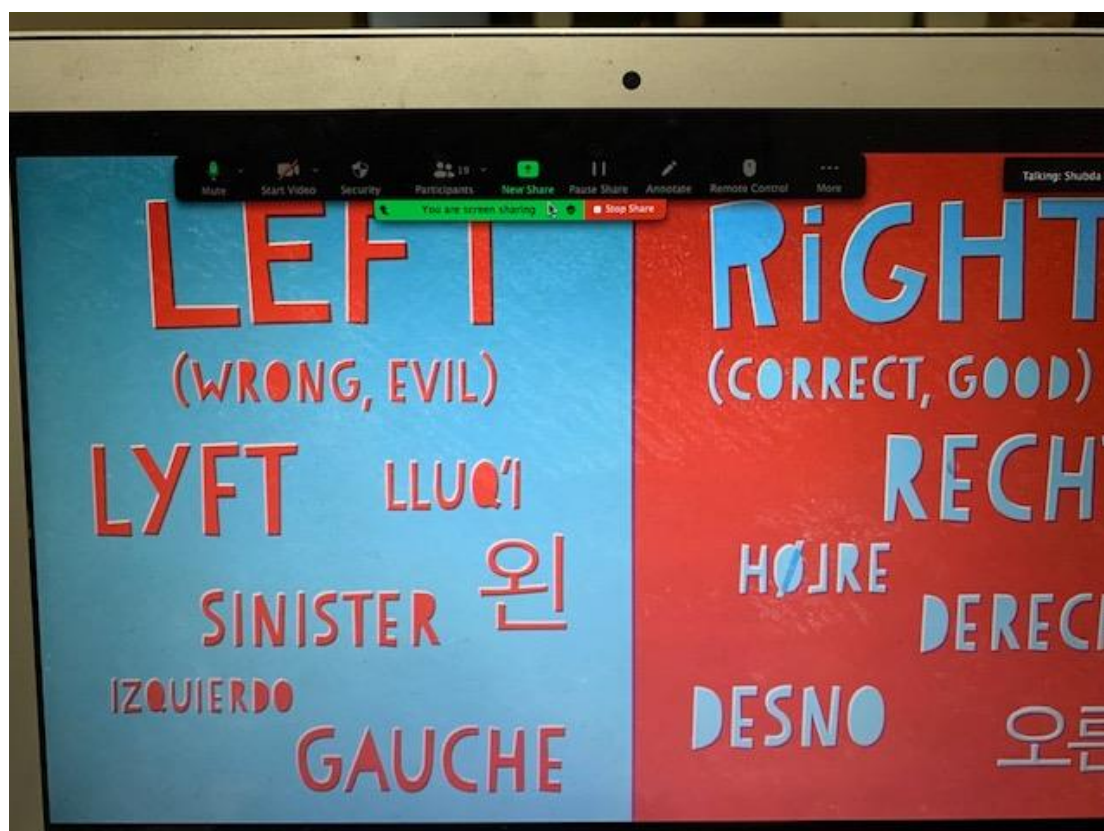 Mute Start Video Security Participants 19 New Share Pause Share Annotate Remote Control More
Talking: Shubda
You are screen sharing Stop Share
LEFT
(WRONG, EVIL)
LYFT LLUQ'I
왼
SINISTER
IZQUIERDO
GAUCHE
RiGHT
(CORRECT, GOOD)
RECHT
HØJRE
DEREC
DESNO
오른